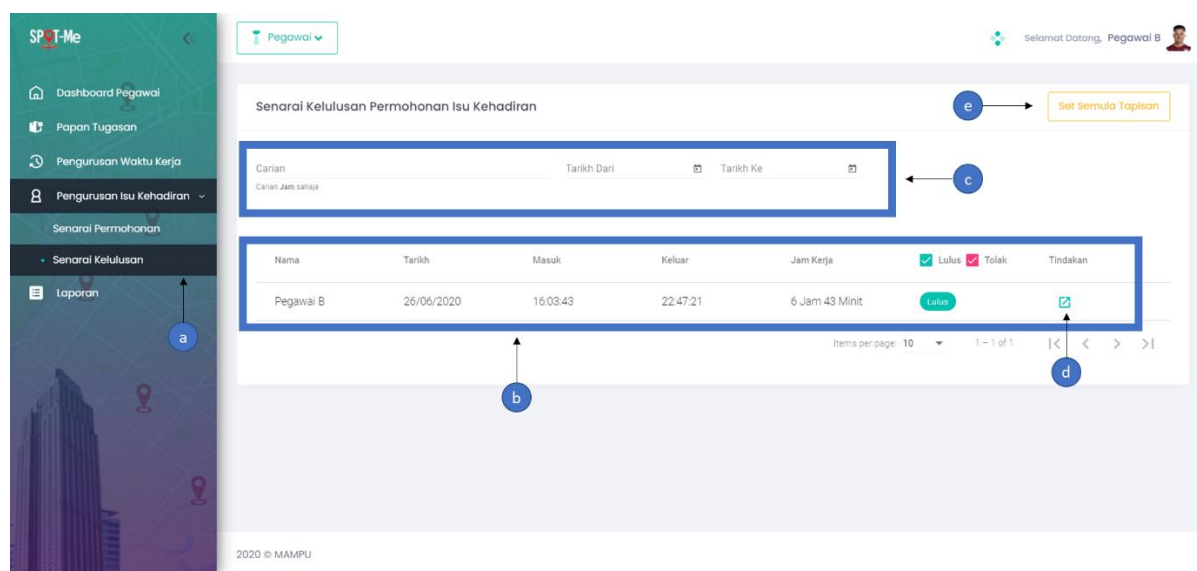 SPOT-Me
Pegawai
Selamat Datang, Pegawai B
Dashboard Pegawai
Papan Tugasan
Pengurusan Waktu Kerja
Pengurusan Isu Kehadiran
Senarai Permohonan
Senarai Kelulusan
Laporan
a
Senarai Kelulusan Permohonan Isu Kehadiran
e
Set Semula Tapisan
Carian
Tarikh Dari
Tarikh Ke
Carian Jam sahaja
c
Nama Tarikh Masuk Keluar Jam Kerja Lulus Tolak Tindakan
Pegawai B 26/06/2020 16:03:43 22:47:21 6 Jam 43 Minit Lulus
Items per page: 10 1 – 1 of 1
b
d
2020 © MAMPU